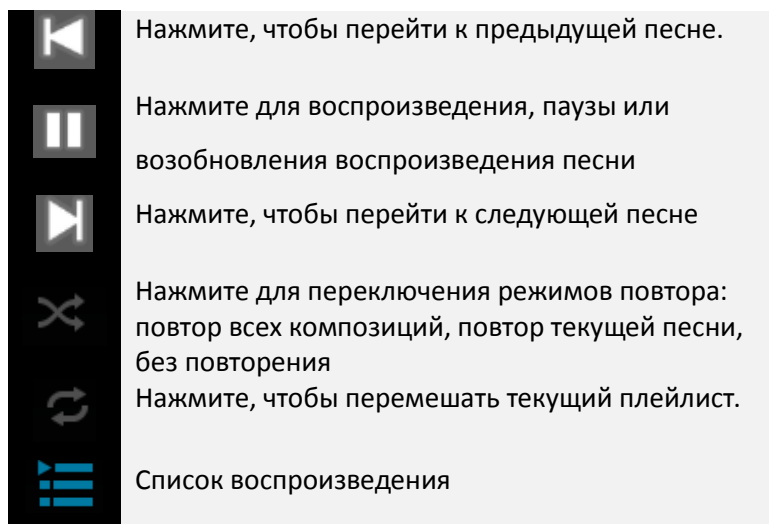 Нажмите, чтобы перейти к предыдущей песне.
Нажмите для воспроизведения, паузы или
возобновления воспроизведения песни
Нажмите, чтобы перейти к следующей песне
Нажмите для переключения режимов повтора:
повтор всех композиций, повтор текущей песни,
без повторения
Нажмите, чтобы перемешать текущий плейлист.
Список воспроизведения